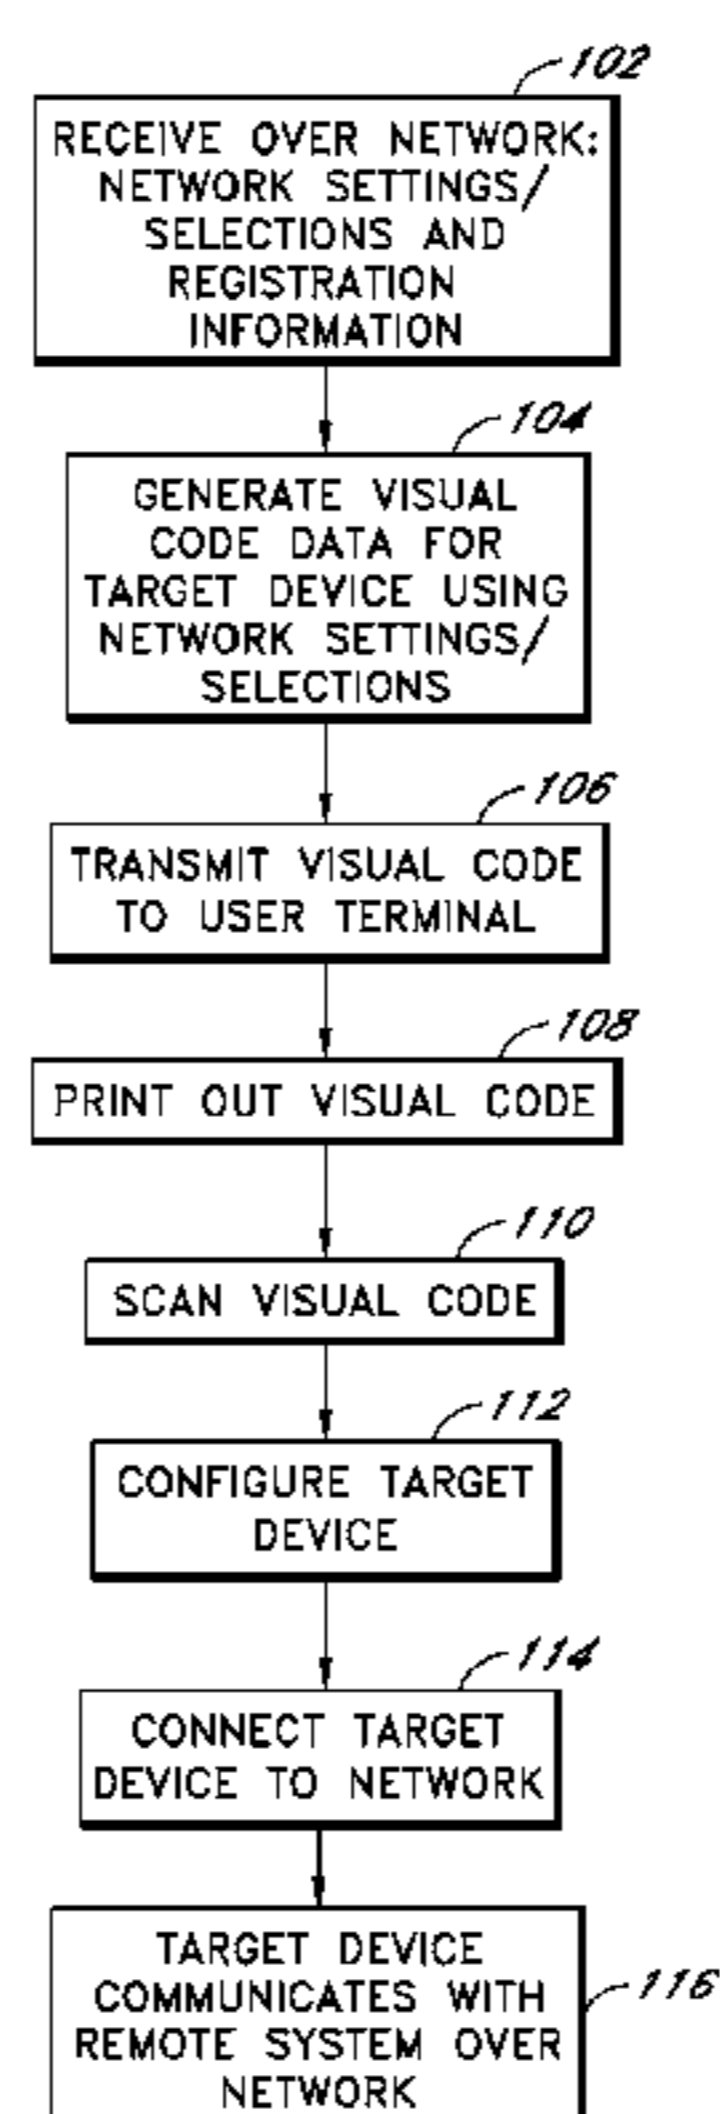 102
RECEIVE OVER NETWORK:
NETWORK SETTINGS/
SELECTIONS AND
REGISTRATION
INFORMATION
104
GENERATE VISUAL
CODE DATA FOR
TARGET DEVICE USING
NETWORK SETTINGS/
SELECTIONS
106
TRANSMIT VISUAL CODE
TO USER TERMINAL
108
PRINT OUT VISUAL CODE
110
SCAN VISUAL CODE
112
CONFIGURE TARGET
DEVICE
114
CONNECT TARGET
DEVICE TO NETWORK
116
TARGET DEVICE
COMMUNICATES WITH
REMOTE SYSTEM OVER
NETWORK